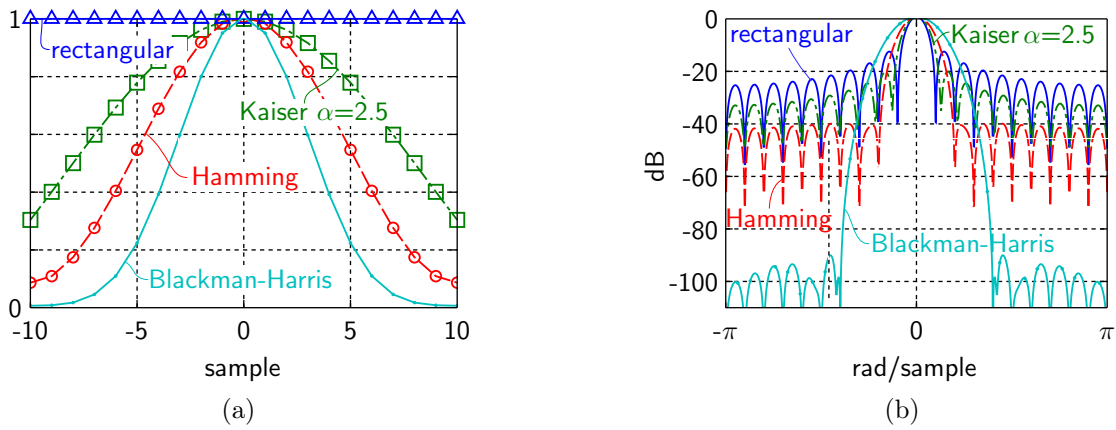 1
rectangular
Kaiser α=2.5
Hamming
Blackman-Harris
0
-10
-5
0
5
10
sample
(a)
0
-20
-40
-60
-80
-100
dB
rectangular
Kaiser α=2.5
Hamming
Blackman-Harris
-π
0
π
rad/sample
(b)